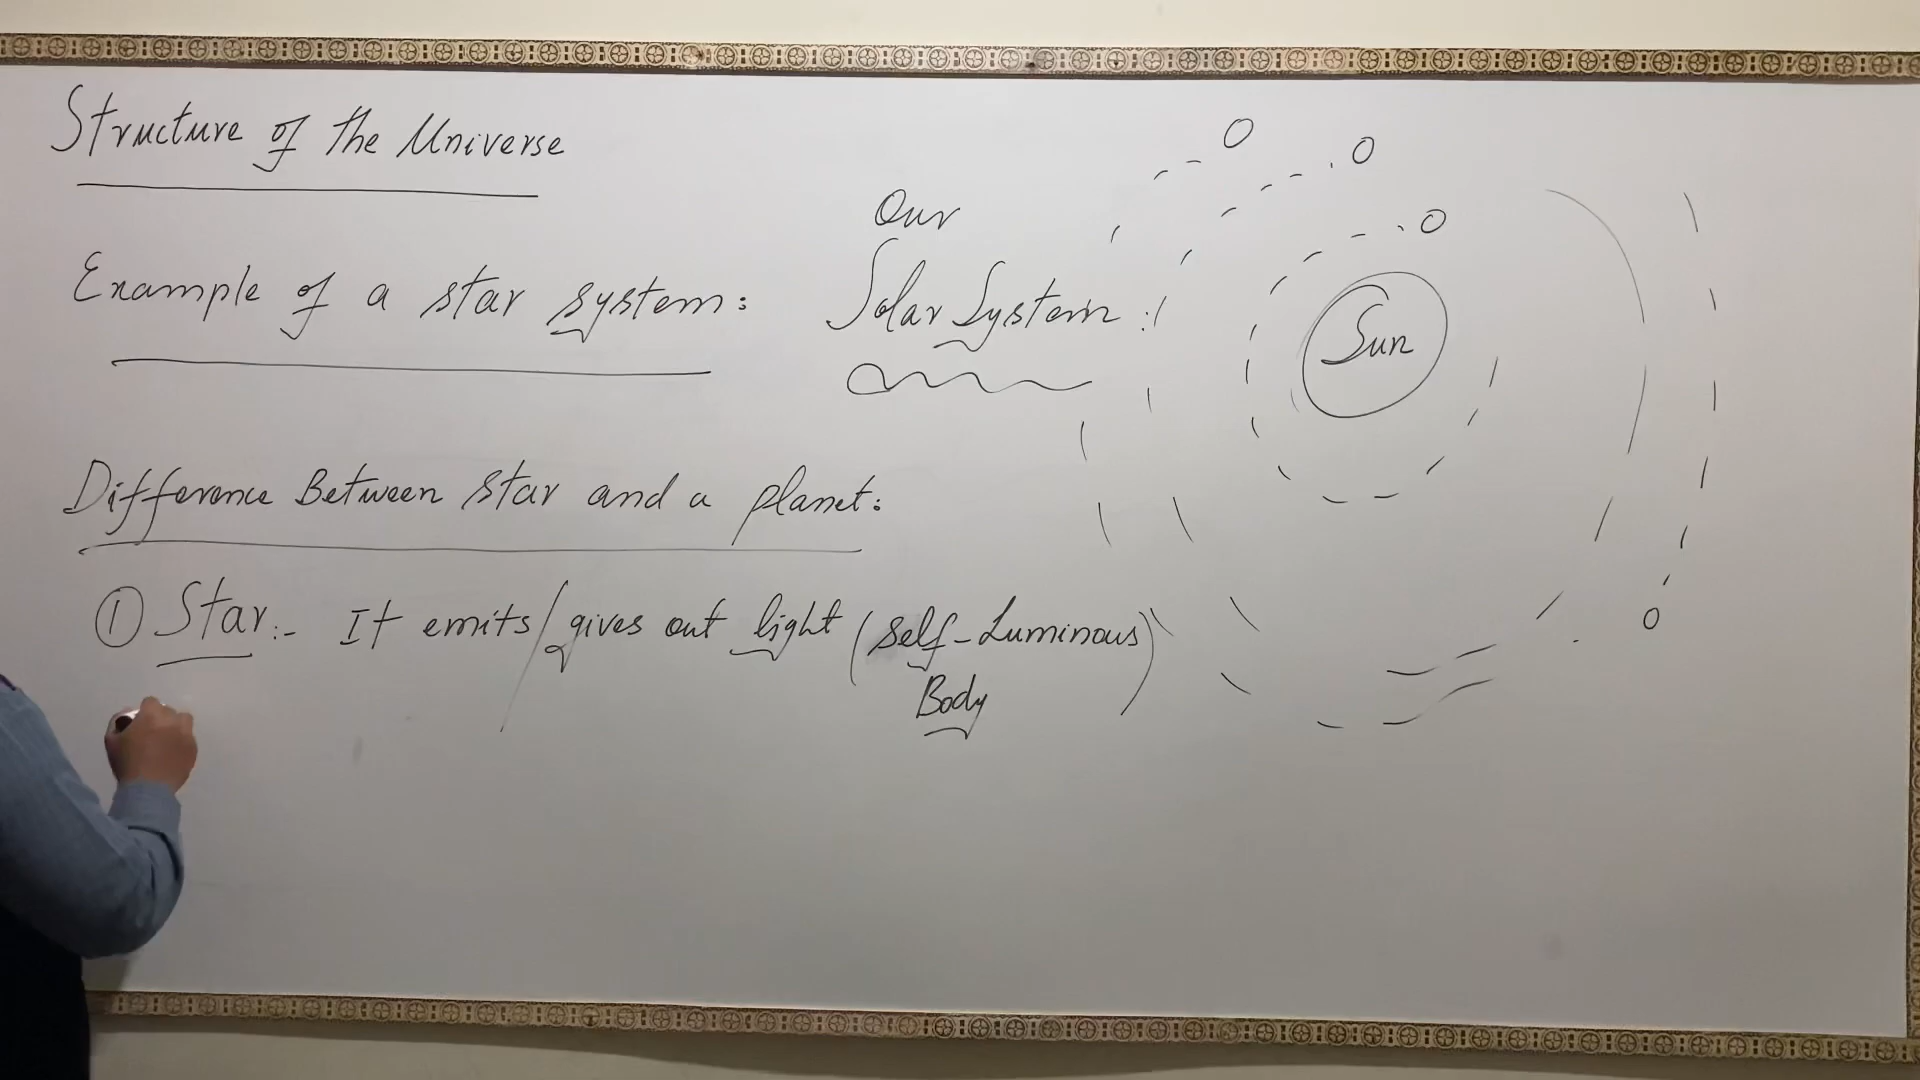 Structure of the Universe
Example of a star system:
Our
Solar System :
Sun
Difference Between star and a planet:
① Star:- It emits/gives out light (self-Luminous)
Body